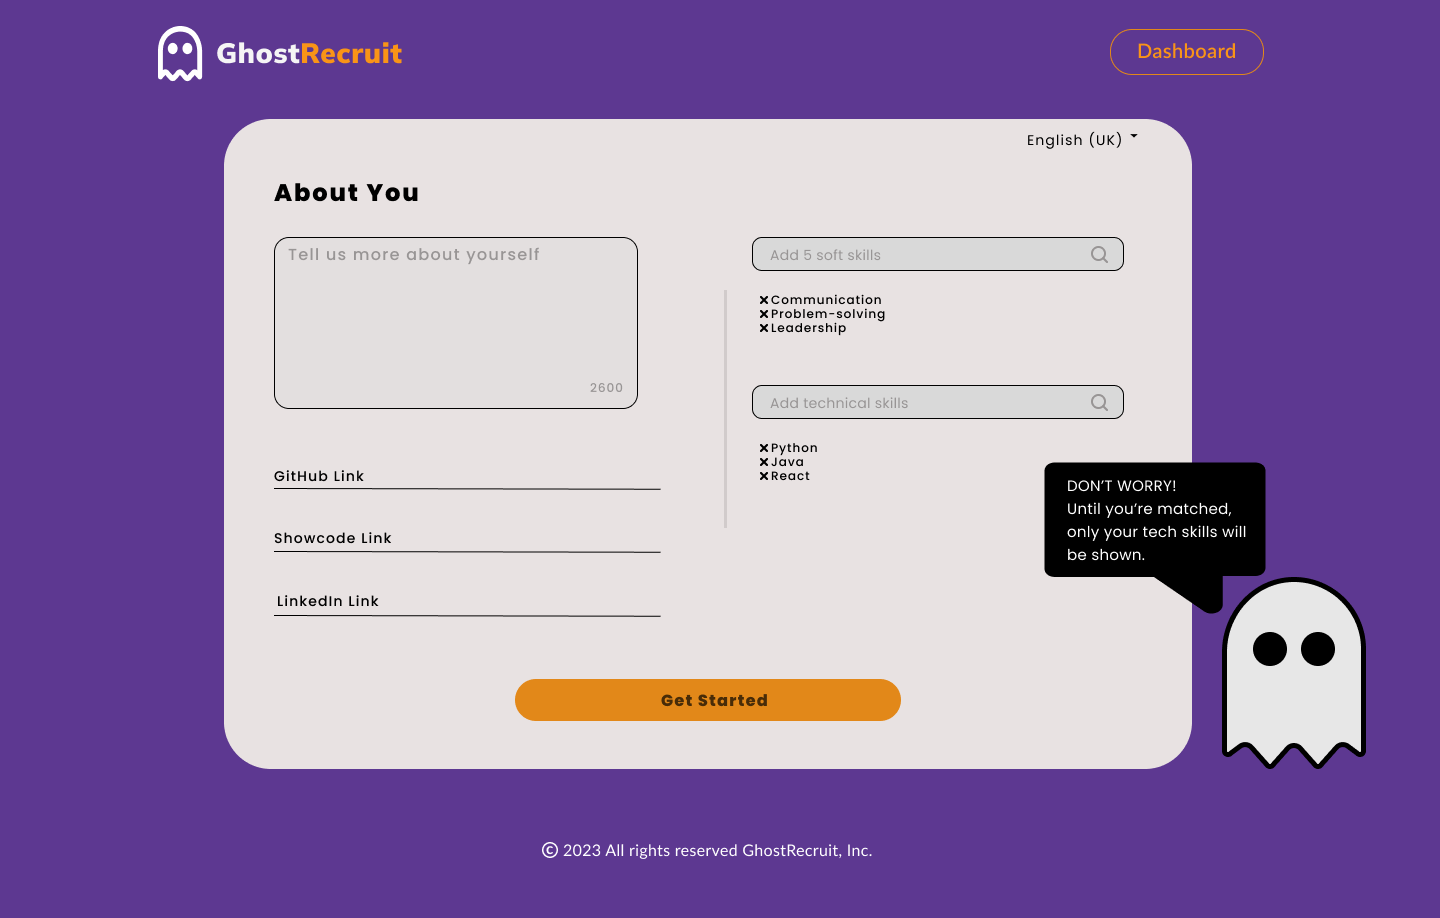 GhostRecruit
Dashboard
English (UK)
About You
Tell us more about yourself
2600
GitHub Link
Showcode Link
LinkedIn Link
Add 5 soft skills
Communication
Problem-solving
Leadership
Add technical skills
Python
Java
React
DON’T WORRY!
Until you’re matched,
only your tech skills will
be shown.
Get Started
© 2023 All rights reserved GhostRecruit, Inc.